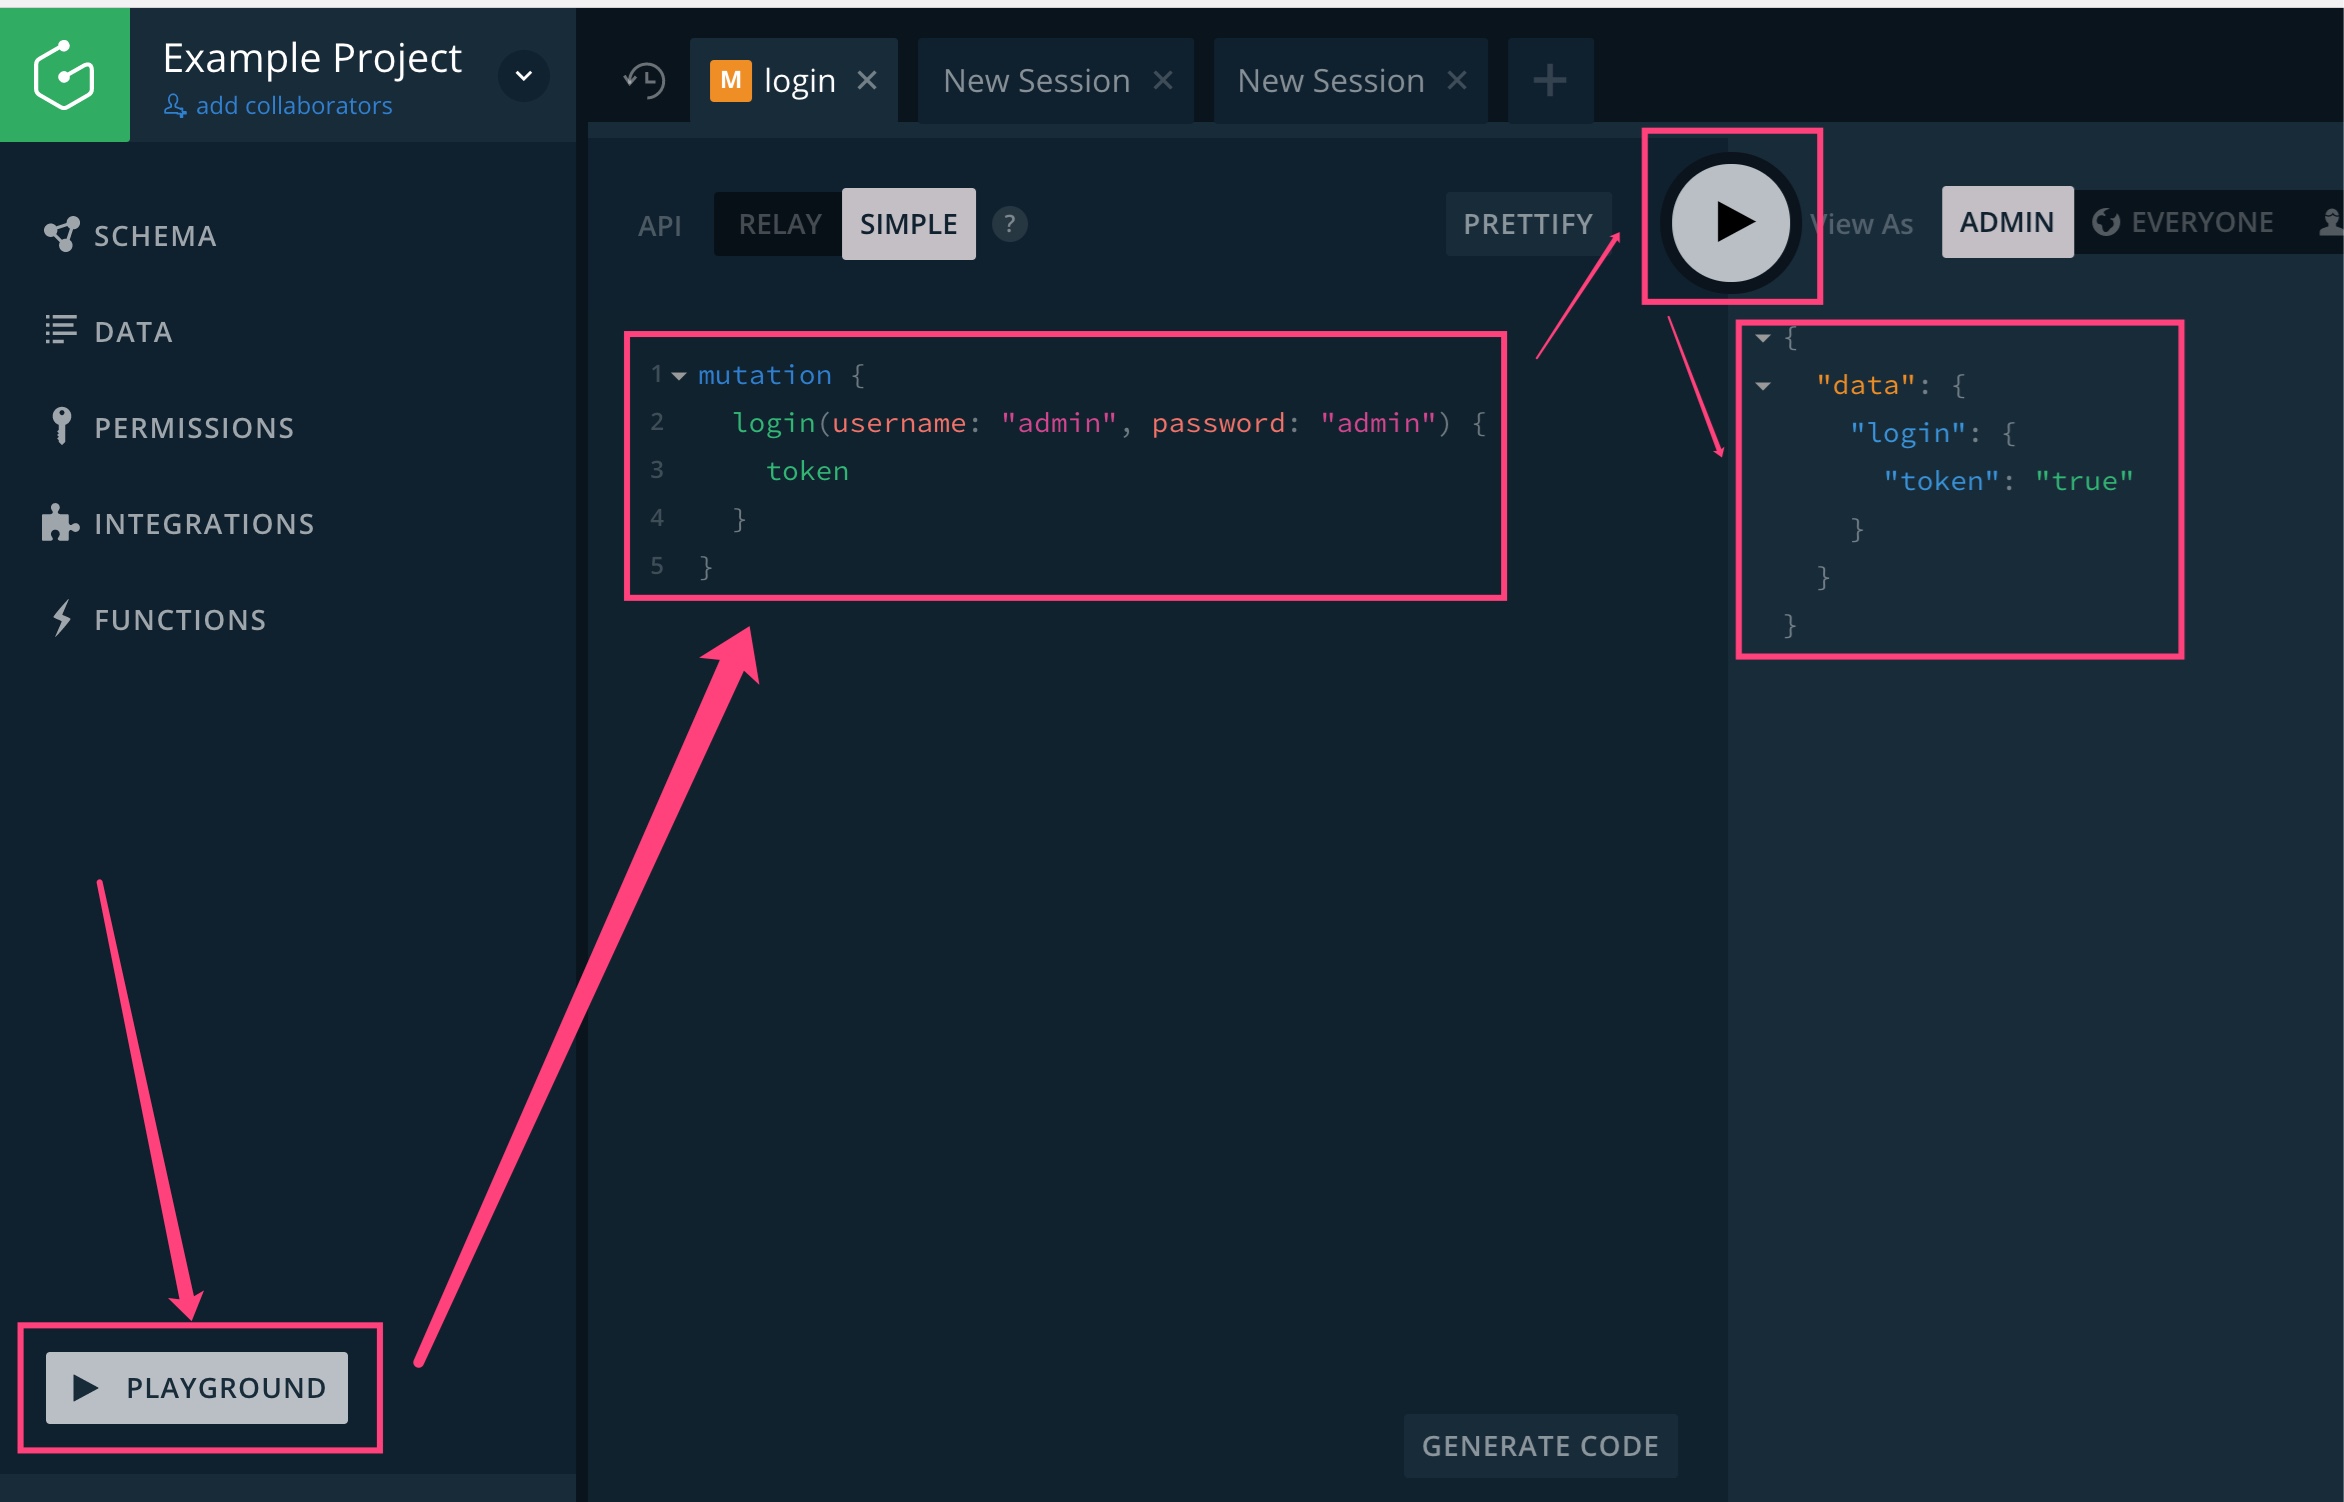 Example Project
add collaborators
SCHEMA
DATA
PERMISSIONS
INTEGRATIONS
FUNCTIONS
PLAYGROUND
M login
New Session
New Session
API RELAY SIMPLE ?
PRETTIFY
View As ADMIN EVERYONE
1 mutation {
2 login(username: "admin", password: "admin") {
3 token
4 }
5 }
{
"data": {
"login": {
"token": "true"
}
}
}
GENERATE CODE